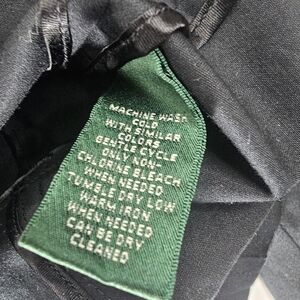 MACHINE WASH
COLD
WITH SIMILAR
COLORS
GENTLE CYCLE
ONLY NON-
CHLORINE BLEACH
WHEN NEEDED
TUMBLE DRY LOW
WARM IRON
WHEN NEEDED
CAN BE DRY
CLEANED